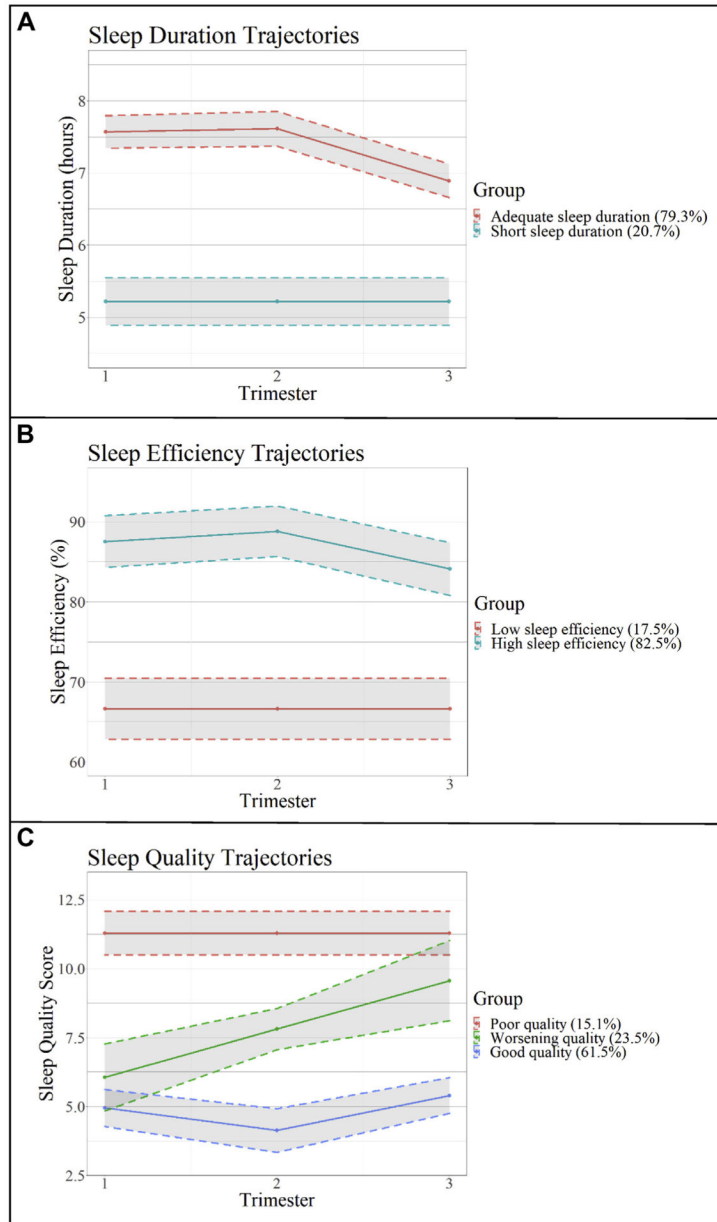 A
Sleep Duration Trajectories
Sleep Duration (hours)
8
7
6
5
1 2 3
Trimester
Group
Adequate sleep duration (79.3%)
Short sleep duration (20.7%)
B
Sleep Efficiency Trajectories
Sleep Efficiency (%)
90
80
70
60
1 2 3
Trimester
Group
Low sleep efficiency (17.5%)
High sleep efficiency (82.5%)
C
Sleep Quality Trajectories
Sleep Quality Score
12.5
10.0
7.5
5.0
2.5
1 2 3
Trimester
Group
Poor quality (15.1%)
Worsening quality (23.5%)
Good quality (61.5%)